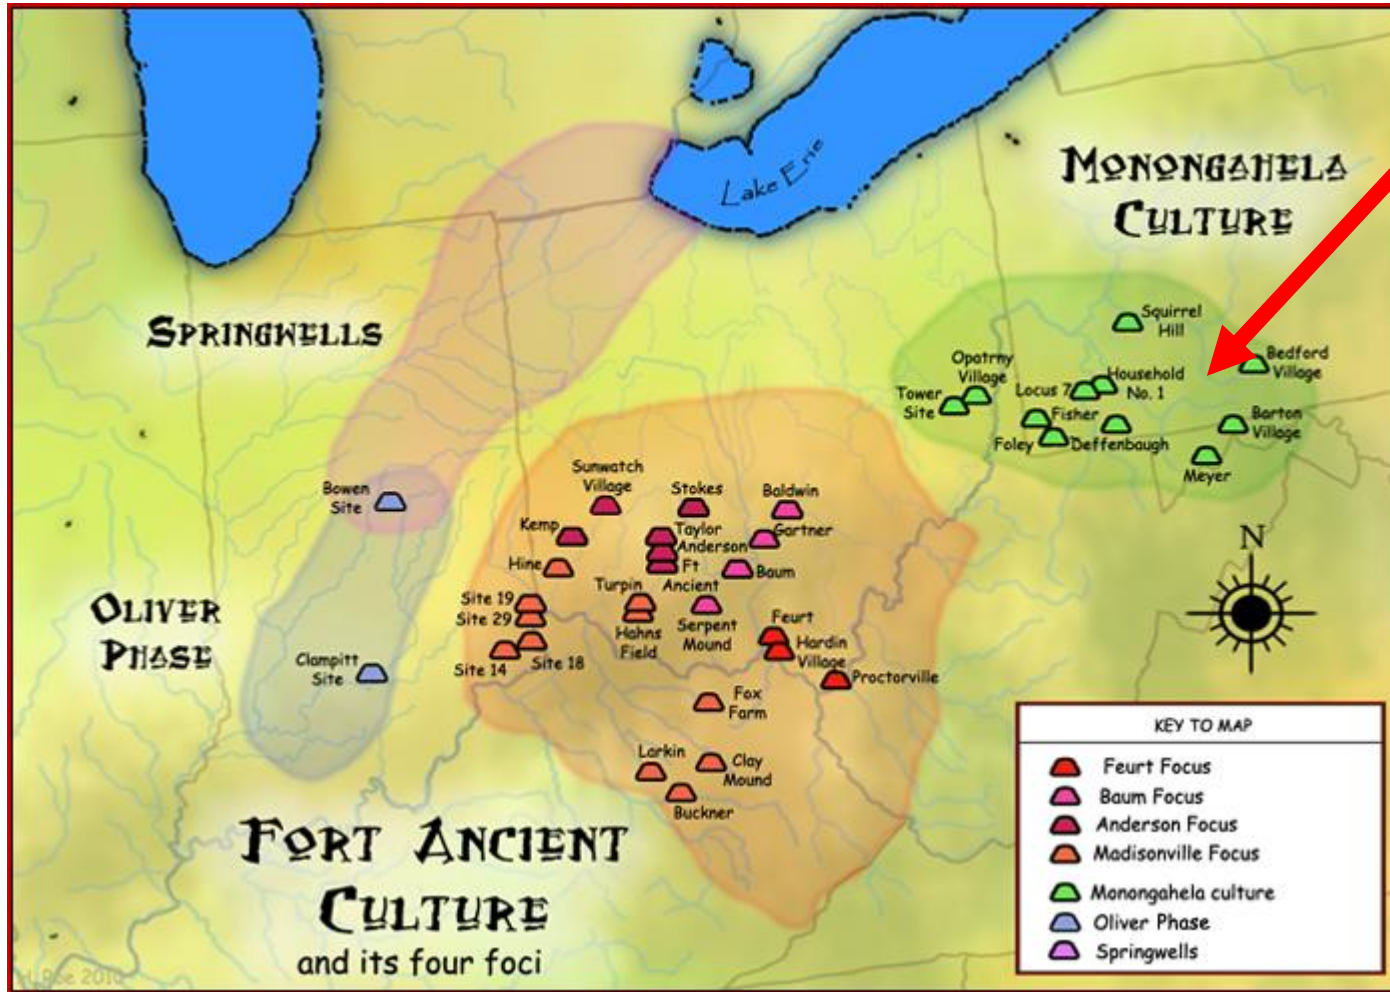 Lake Erie
MONONGAHELA
CULTURE
SPRINGWELLS
Squirrel
Hill
Opatrny
Village
Bedford
Village
Household
No. 1
Locus 7
Tower
Site
Fisher
Foley
Deffenbaugh
Barton
Village
Meyer
Bowen
Site
Sunwatch
Village
Stokes
Baldwin
Kemp
Taylor
Gartner
Anderson
Hine
Ft
Ancient
Baum
Turpin
Site 19
Site 29
Hahns
Field
Serpent
Mound
Feurt
Hardin
Village
OLIVER
PHASE
Clampitt
Site
Site 14
Site 18
Proctorville
Fox
Farm
Larkin
Clay
Mound
Buckner
N
FORT ANCIENT
CULTURE
and its four foci
KEY TO MAP
Feurt Focus
Baum Focus
Anderson Focus
Madisonville Focus
Monongahela culture
Oliver Phase
Springwells